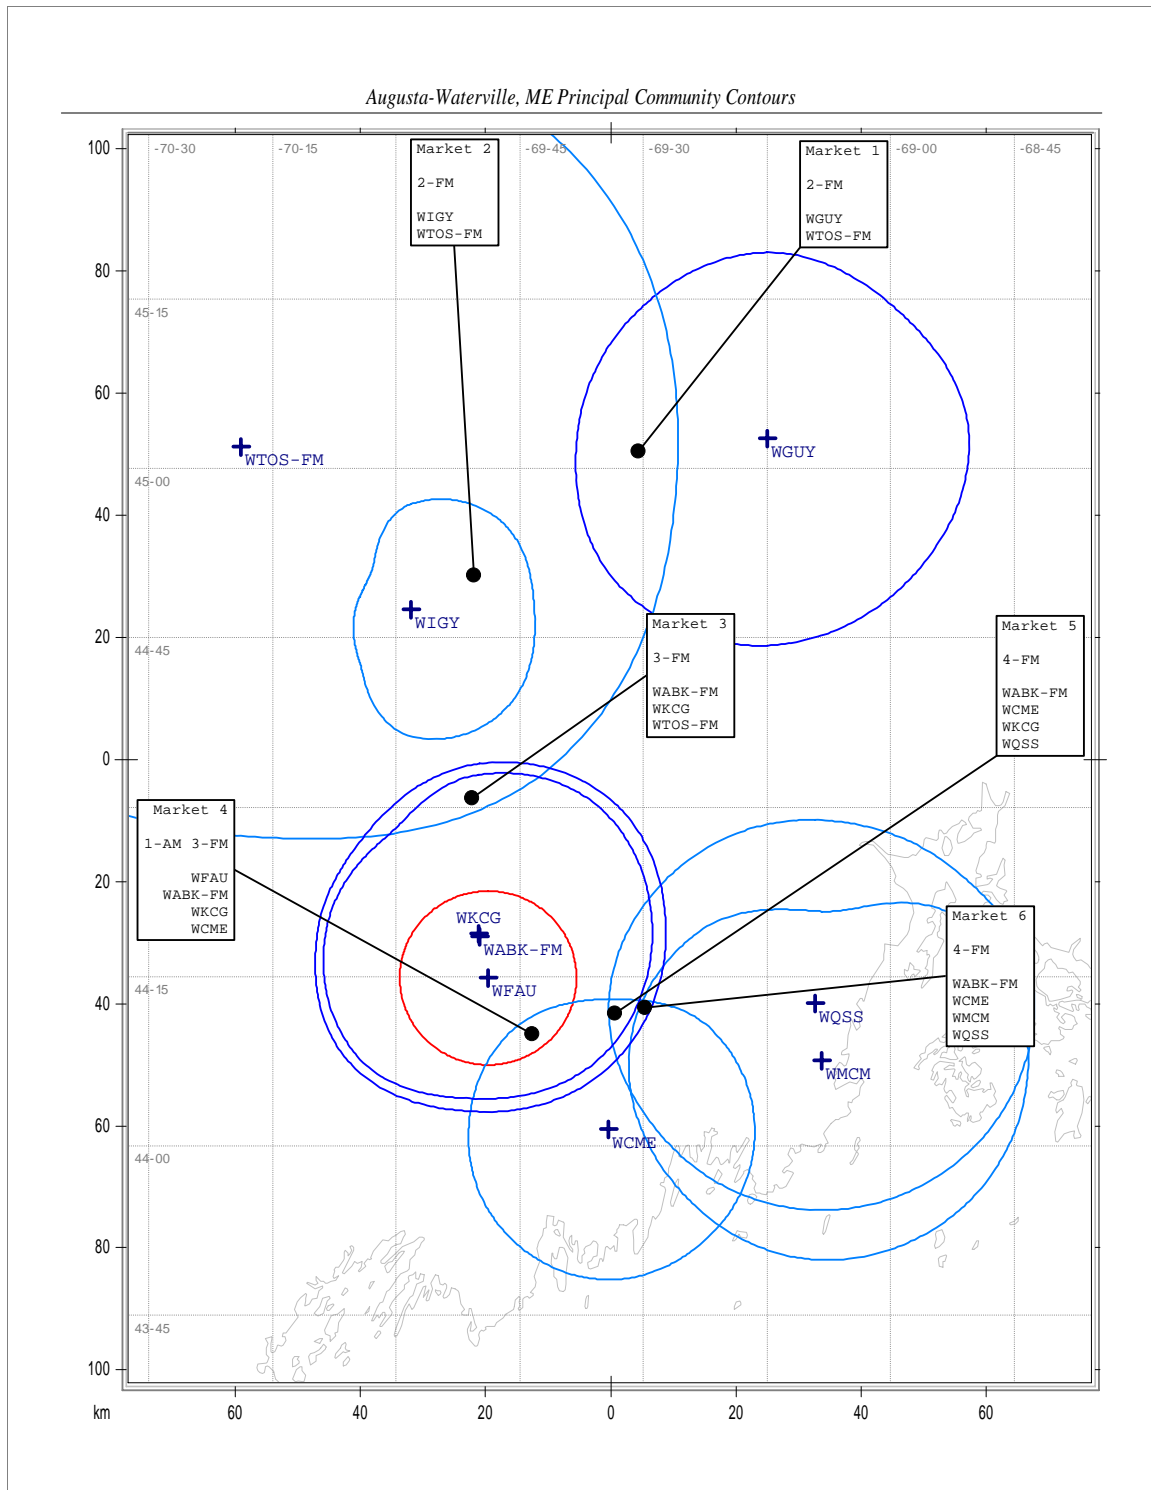 Augusta-Waterville, ME Principal Community Contours
100
80
60
40
20
0
20
40
60
80
100
km
60
40
20
0
20
40
60
-70-30
-70-15
-69-45
-69-30
-69-00
-68-45
45-15
45-00
44-45
44-15
44-00
43-45
Market 2
2-FM
WIGY
WTOS-FM
Market 1
2-FM
WGUY
WTOS-FM
WTOS-FM
WGUY
WIGY
Market 3
3-FM
WABK-FM
WKCG
WTOS-FM
Market 5
4-FM
WABK-FM
WCME
WKCG
WQSS
Market 4
1-AM 3-FM
WFAU
WABK-FM
WKCG
WCME
WKCG
WABK-FM
WFAU
Market 6
4-FM
WABK-FM
WCME
WMCM
WQSS
WQSS
WMCM
WCME